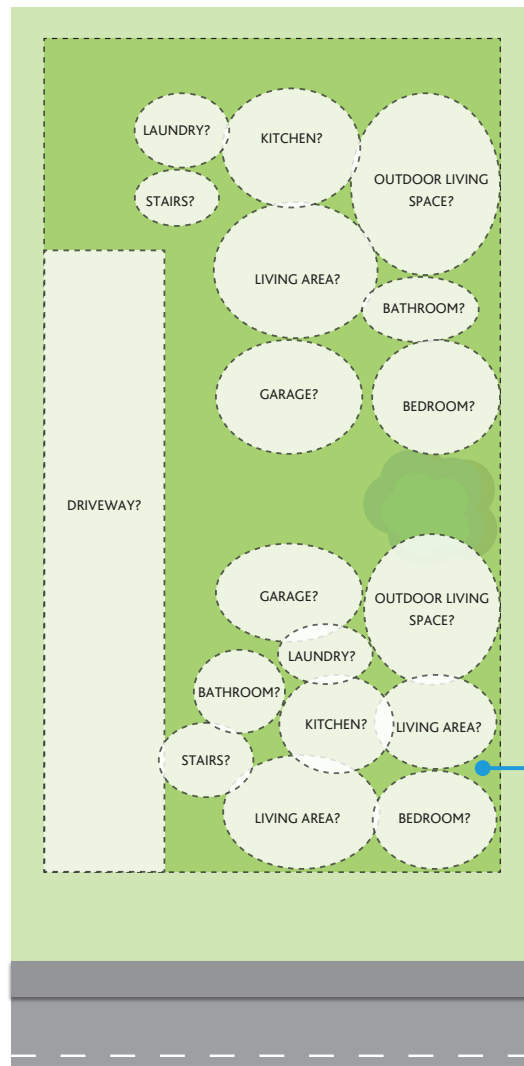 LAUNDRY?
KITCHEN?
OUTDOOR LIVING
SPACE?
STAIRS?
LIVING AREA?
BATHROOM?
GARAGE?
BEDROOM?
DRIVEWAY?
GARAGE?
OUTDOOR LIVING
SPACE?
LAUNDRY?
BATHROOM?
KITCHEN?
LIVING AREA?
STAIRS?
LIVING AREA?
BEDROOM?